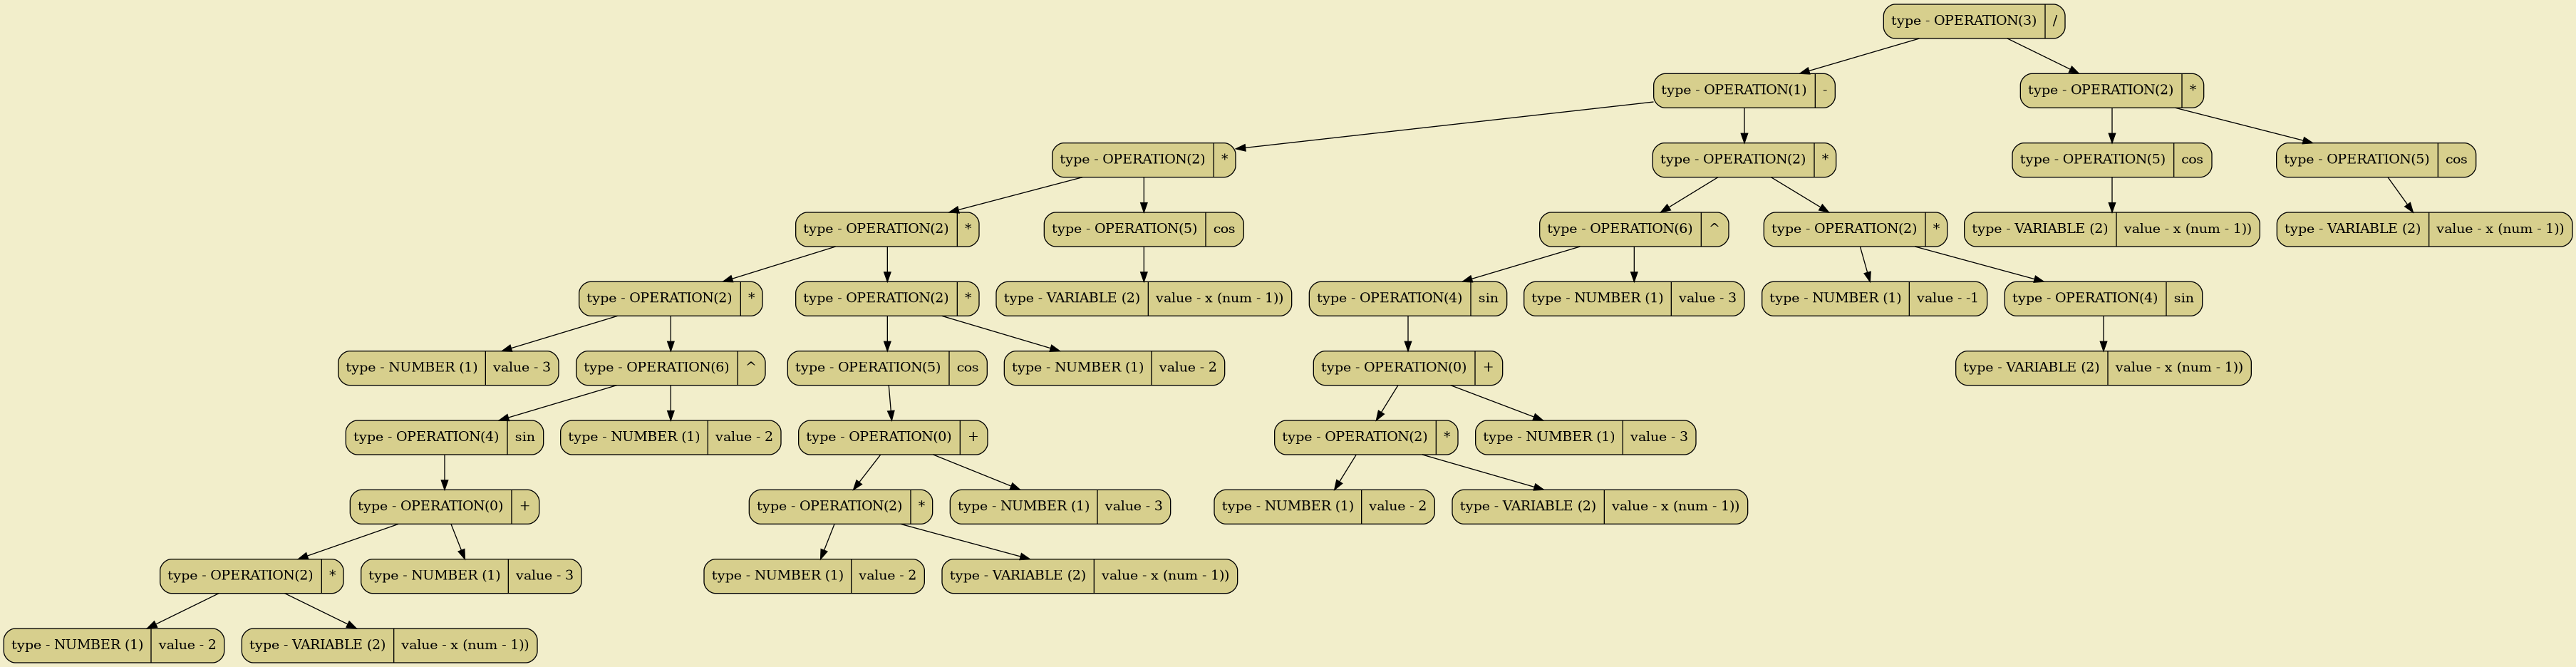 type - OPERATION(3) /
type - OPERATION(1) -
type - OPERATION(2) *
type - OPERATION(2) *
type - OPERATION(2) *
type - OPERATION(5) cos
type - OPERATION(5) cos
type - OPERATION(2) *
type - OPERATION(5) cos
type - OPERATION(6) ^
type - OPERATION(2) *
type - VARIABLE (2) value - x (num - 1))
type - VARIABLE (2) value - x (num - 1))
type - OPERATION(2) *
type - OPERATION(2) *
type - VARIABLE (2) value - x (num - 1))
type - OPERATION(4) sin
type - NUMBER (1) value - 3
type - NUMBER (1) value - -1
type - OPERATION(4) sin
type - NUMBER (1) value - 3
type - OPERATION(6) ^
type - OPERATION(5) cos
type - NUMBER (1) value - 2
type - OPERATION(0) +
type - VARIABLE (2) value - x (num - 1))
type - OPERATION(4) sin
type - NUMBER (1) value - 2
type - OPERATION(0) +
type - OPERATION(2) *
type - NUMBER (1) value - 3
type - OPERATION(0) +
type - OPERATION(2) *
type - NUMBER (1) value - 3
type - NUMBER (1) value - 2
type - VARIABLE (2) value - x (num - 1))
type - OPERATION(2) *
type - NUMBER (1) value - 3
type - NUMBER (1) value - 2
type - VARIABLE (2) value - x (num - 1))
type - NUMBER (1) value - 2
type - VARIABLE (2) value - x (num - 1))